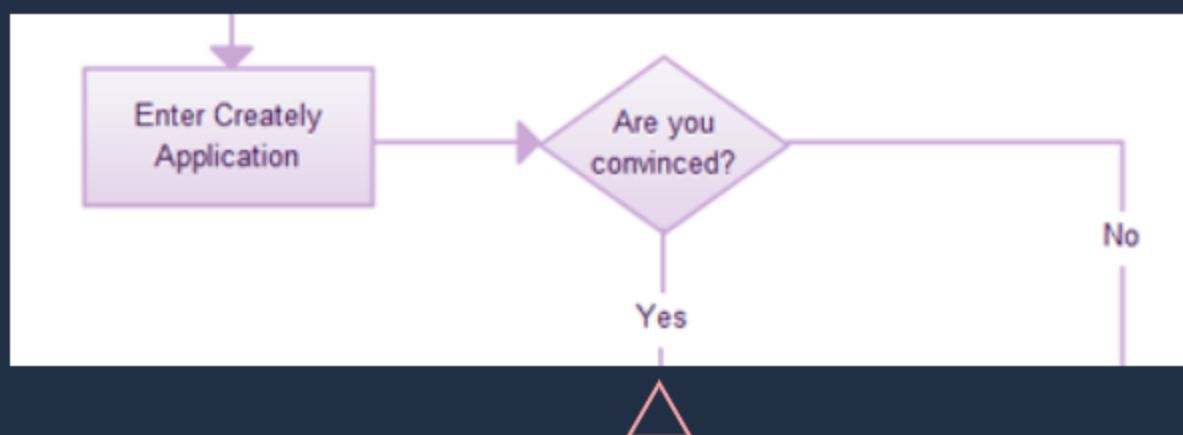 Enter Creately
Application
Are you
convinced?
No
Yes